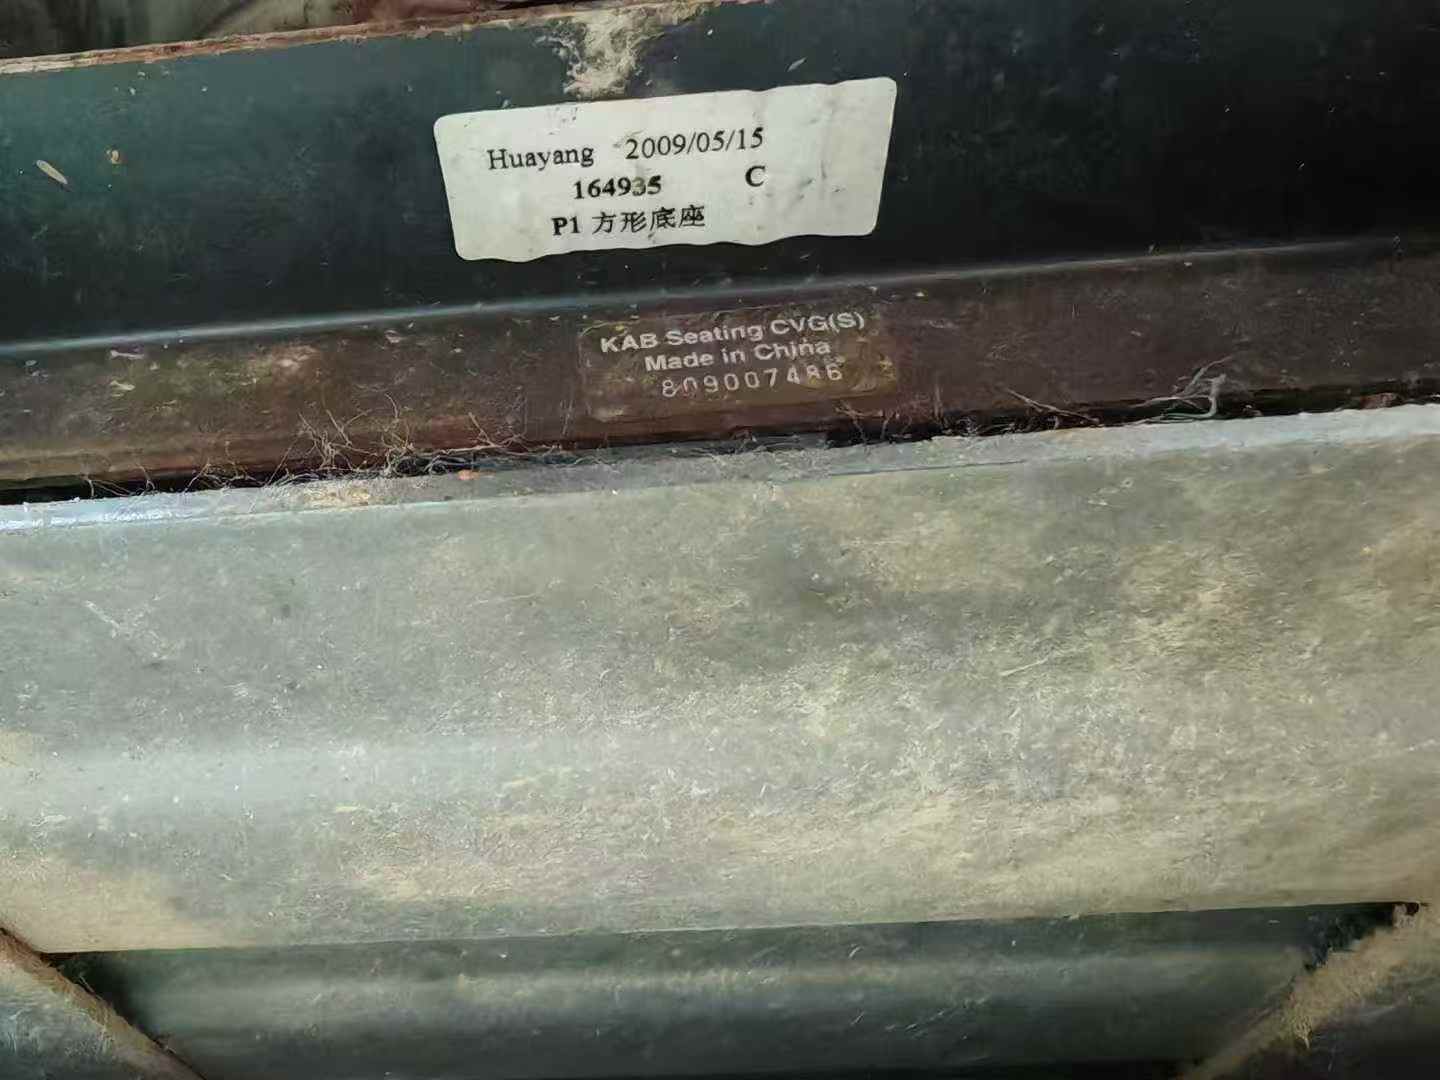 Huayang 2009/05/15
164935 C
P1 方形底座
KAB Seating CVG(S)
Made in China
809007486